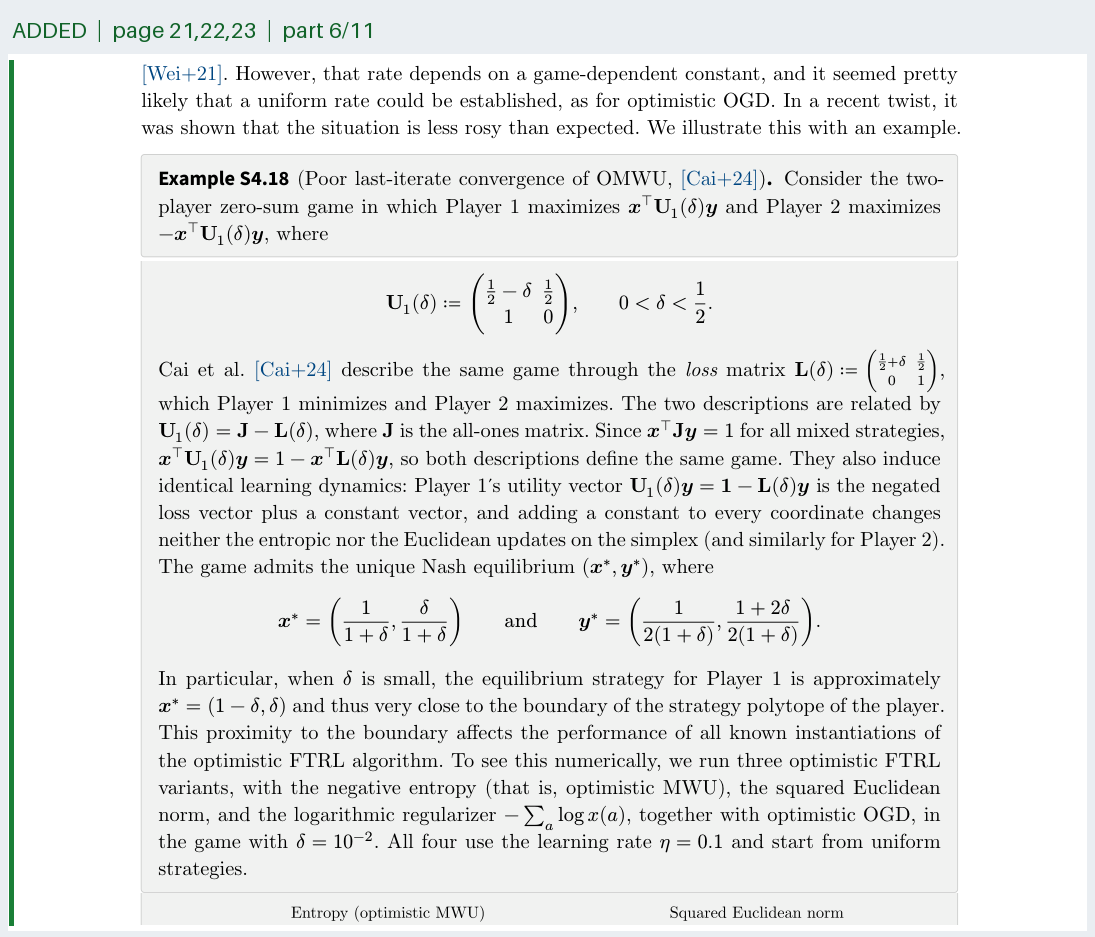 ADDED | page 21,22,23 | part 6/11
[Wei+21]. However, that rate depends on a game-dependent constant, and it seemed pretty
likely that a uniform rate could be established, as for optimistic OGD. In a recent twist, it
was shown that the situation is less rosy than expected. We illustrate this with an example.
Example S4.18 (Poor last-iterate convergence of OMWU, [Cai+24]). Consider the two-
player zero-sum game in which Player 1 maximizes x⊤U₁(δ)y and Player 2 maximizes
−x⊤U₁(δ)y, where
U₁(δ) := (½ − δ ½; 1 0), 0 < δ < 1/2.
Cai et al. [Cai+24] describe the same game through the loss matrix L(δ) := (½+δ ½; 0 1),
which Player 1 minimizes and Player 2 maximizes. The two descriptions are related by
U₁(δ) = J − L(δ), where J is the all-ones matrix. Since x⊤Jy = 1 for all mixed strategies,
x⊤U₁(δ)y = 1 − x⊤L(δ)y, so both descriptions define the same game. They also induce
identical learning dynamics: Player 1′s utility vector U₁(δ)y = 1 − L(δ)y is the negated
loss vector plus a constant vector, and adding a constant to every coordinate changes
neither the entropic nor the Euclidean updates on the simplex (and similarly for Player 2).
The game admits the unique Nash equilibrium (x*, y*), where
x* = (1/(1 + δ), δ/(1 + δ)) and y* = (1/(2(1 + δ)), (1 + 2δ)/(2(1 + δ))).
In particular, when δ is small, the equilibrium strategy for Player 1 is approximately
x* = (1 − δ, δ) and thus very close to the boundary of the strategy polytope of the player.
This proximity to the boundary affects the performance of all known instantiations of
the optimistic FTRL algorithm. To see this numerically, we run three optimistic FTRL
variants, with the negative entropy (that is, optimistic MWU), the squared Euclidean
norm, and the logarithmic regularizer − ∑ₐ log x(a), together with optimistic OGD, in
the game with δ = 10⁻². All four use the learning rate η = 0.1 and start from uniform
strategies.
Entropy (optimistic MWU) Squared Euclidean norm